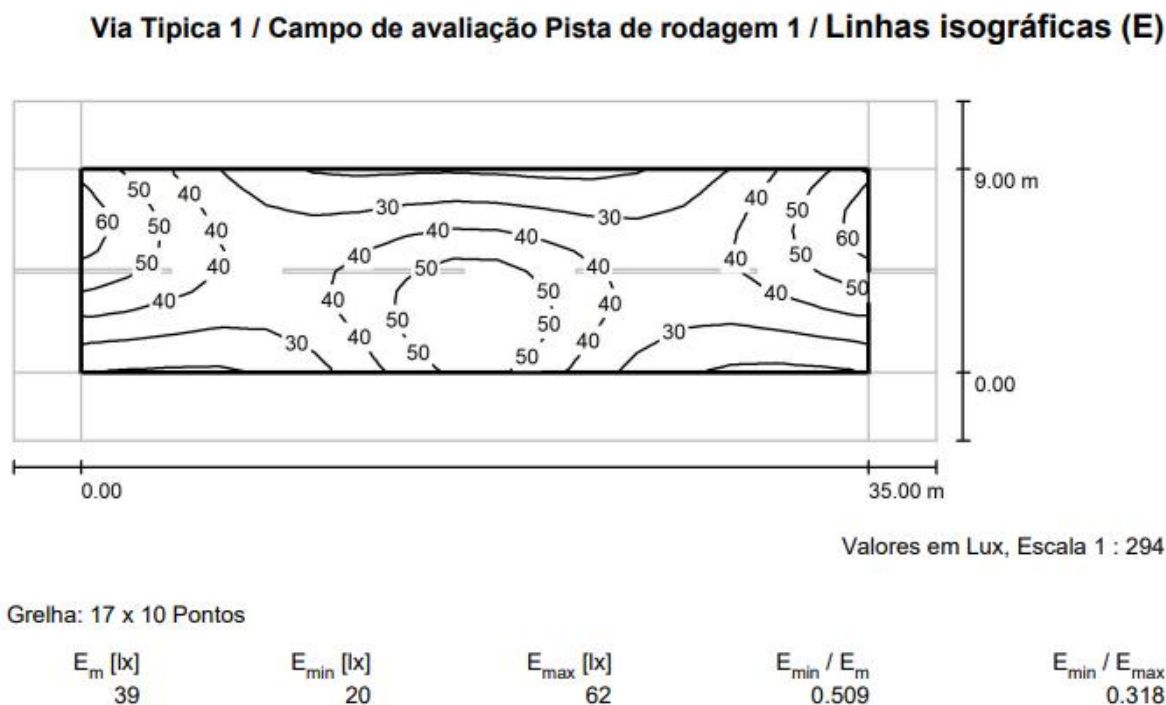 Via Tipica 1 / Campo de avaliação Pista de rodagem 1 / Linhas isográficas (E)
50 40 40 50
9.00 m
60 50 40 30 40 40 30 40 50 60
50 40 40 50 40 40 50
40 40 50 50 40 40 40 50
30 40 50 50 40 30
50 50
0.00
0.00 35.00 m
Valores em Lux, Escala 1 : 294
Grelha: 17 x 10 Pontos
E_m [lx] E_min [lx] E_max [lx] E_min / E_m E_min / E_max
39 20 62 0.509 0.318